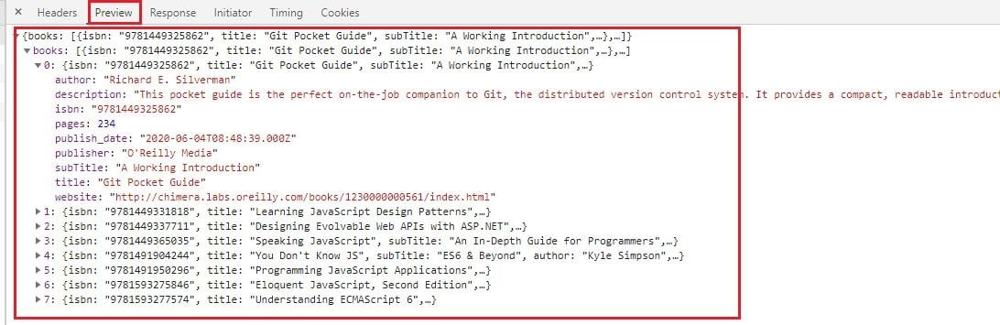 Headers Preview Response Initiator Timing Cookies
{books: [{isbn: "9781449325862", title: "Git Pocket Guide", subTitle: "A Working Introduction",…},…]}
books: [{isbn: "9781449325862", title: "Git Pocket Guide", subTitle: "A Working Introduction",…},…]
0: {isbn: "9781449325862", title: "Git Pocket Guide", subTitle: "A Working Introduction",…}
author: "Richard E. Silverman"
description: "This pocket guide is the perfect on-the-job companion to Git, the distributed version control system. It provides a compact, readable introduct
isbn: "9781449325862"
pages: 234
publish_date: "2020-06-04T08:48:39.000Z"
publisher: "O'Reilly Media"
subTitle: "A Working Introduction"
title: "Git Pocket Guide"
website: "http://chimera.labs.oreilly.com/books/1230000000561/index.html"
1: {isbn: "9781449331818", title: "Learning JavaScript Design Patterns",…}
2: {isbn: "9781449337711", title: "Designing Evolvable Web APIs with ASP.NET",…}
3: {isbn: "9781449365035", title: "Speaking JavaScript", subTitle: "An In-Depth Guide for Programmers",…}
4: {isbn: "9781491904244", title: "You Don't Know JS", subTitle: "ES6 & Beyond", author: "Kyle Simpson",…}
5: {isbn: "9781491950296", title: "Programming JavaScript Applications",…}
6: {isbn: "9781593275846", title: "Eloquent JavaScript, Second Edition",…}
7: {isbn: "9781593277574", title: "Understanding ECMAScript 6",…}